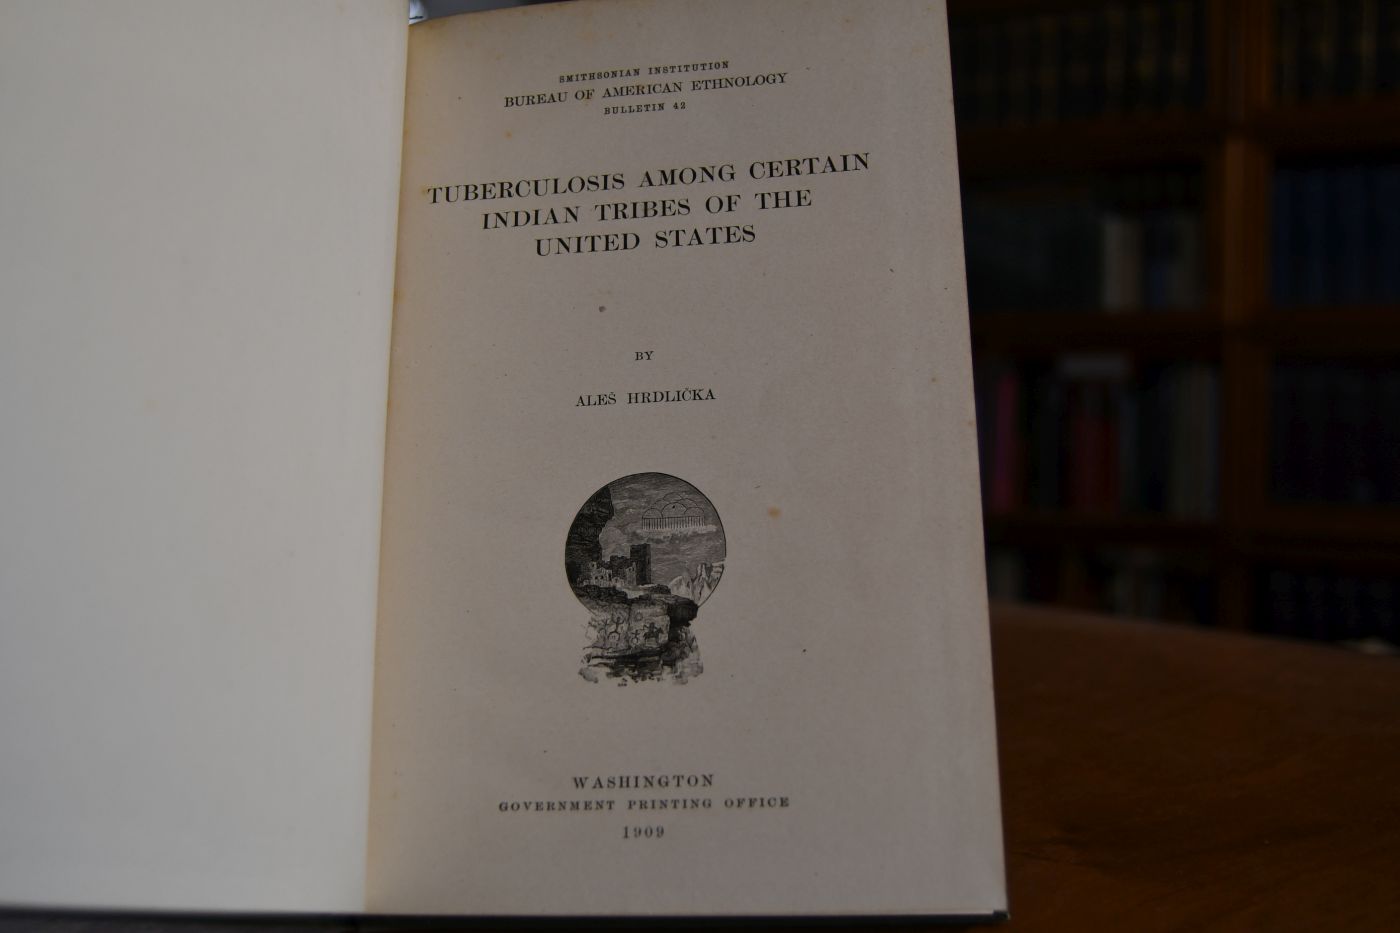 SMITHSONIAN INSTITUTION
BUREAU OF AMERICAN ETHNOLOGY
BULLETIN 42
TUBERCULOSIS AMONG CERTAIN
INDIAN TRIBES OF THE
UNITED STATES
BY
ALEŠ HRDLIČKA
WASHINGTON
GOVERNMENT PRINTING OFFICE
1909